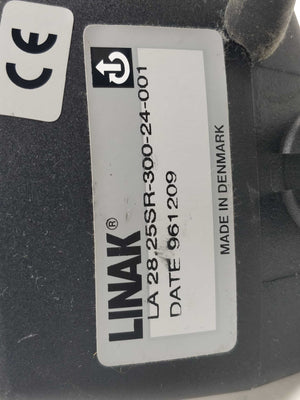 CE
LINAK®
LA 28.25SR-300-24-001
DATE 961209
MADE IN DENMARK